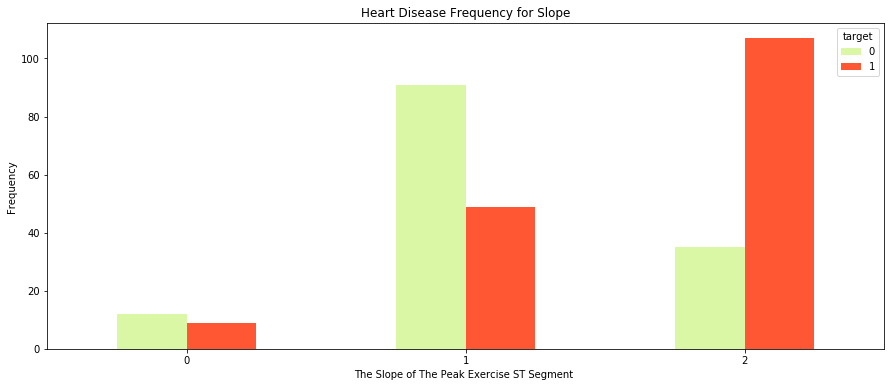 Heart Disease Frequency for Slope
target
0
1
Frequency
100
80
60
40
20
0
0 1 2
The Slope of The Peak Exercise ST Segment